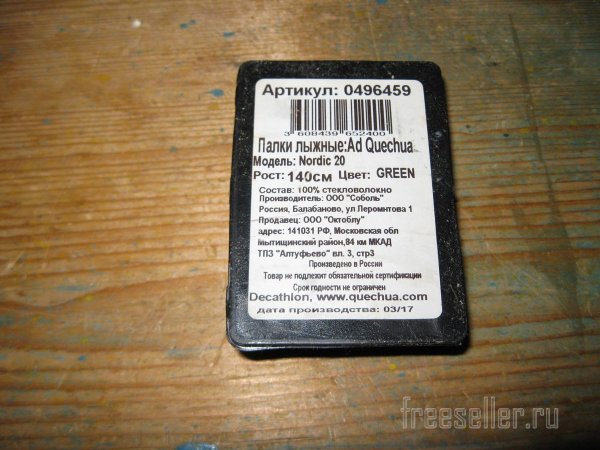 Артикул: 0496459
3 608439 652400
Палки лыжные:Ad Quechua
Модель: Nordic 20
Рост: 140см Цвет: GREEN
Состав: 100% стекловолокно
Производитель: ООО "Соболь"
Россия, Балабаново, ул Леромнтова 1
Продавец: ООО "Октоблу"
адрес: 141031 РФ, Московская обл
Мытищинский район,84 км МКАД
ТПЗ "Алтуфьево" вл. 3, стр3
Произведено в России
Товар не подлежит обязательной сертификации
Срок годности не ограничен
Decathlon, www.quechua.com
дата производства: 03/17
freeseller.ru